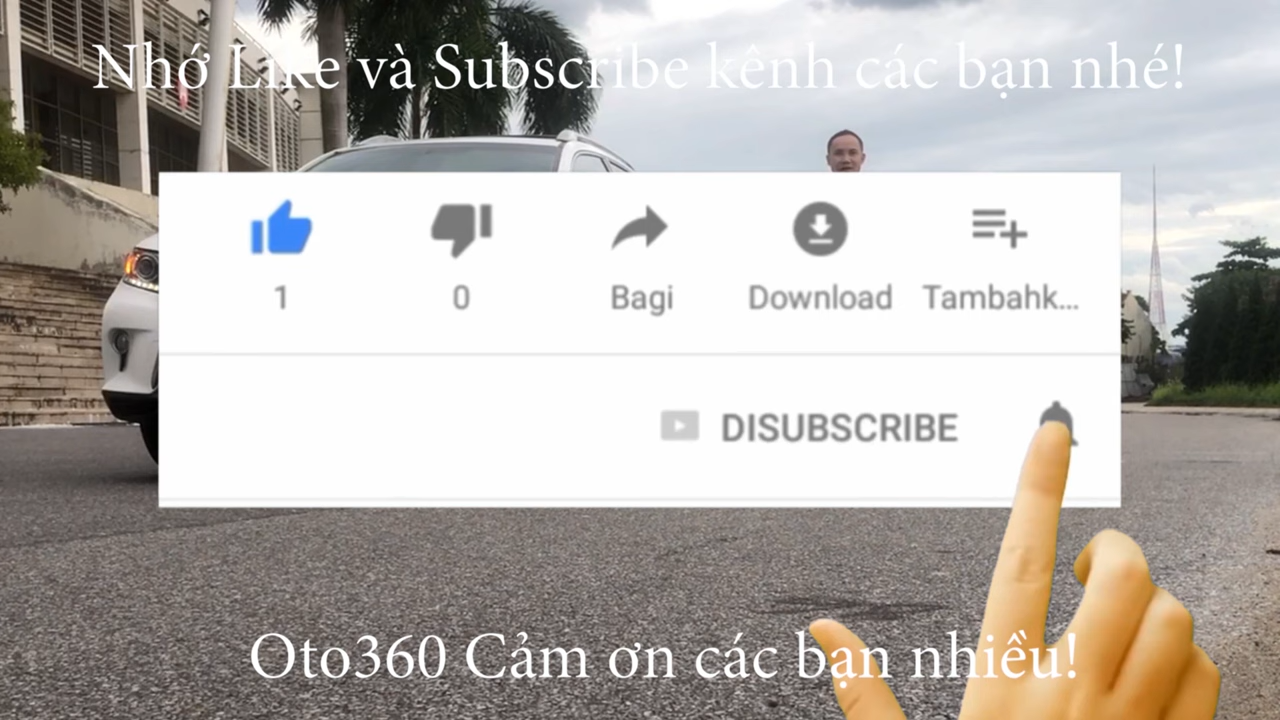 Nhớ Like và Subscribe kênh các bạn nhé!
1 0 Bagi Download Tambahk...
DISUBSCRIBE
Oto360 Cảm ơn các bạn nhiều!